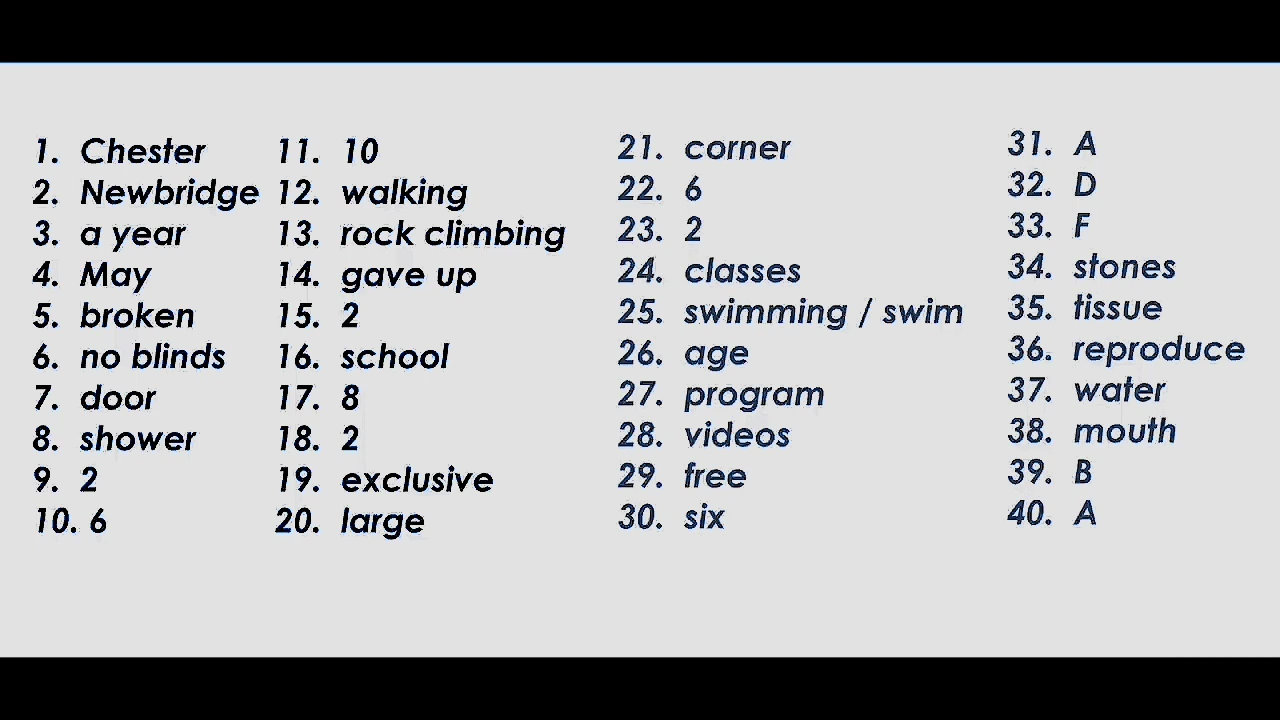 1. Chester
2. Newbridge
3. a year
4. May
5. broken
6. no blinds
7. door
8. shower
9. 2
10. 6
11. 10
12. walking
13. rock climbing
14. gave up
15. 2
16. school
17. 8
18. 2
19. exclusive
20. large
21. corner
22. 6
23. 2
24. classes
25. swimming / swim
26. age
27. program
28. videos
29. free
30. six
31. A
32. D
33. F
34. stones
35. tissue
36. reproduce
37. water
38. mouth
39. B
40. A